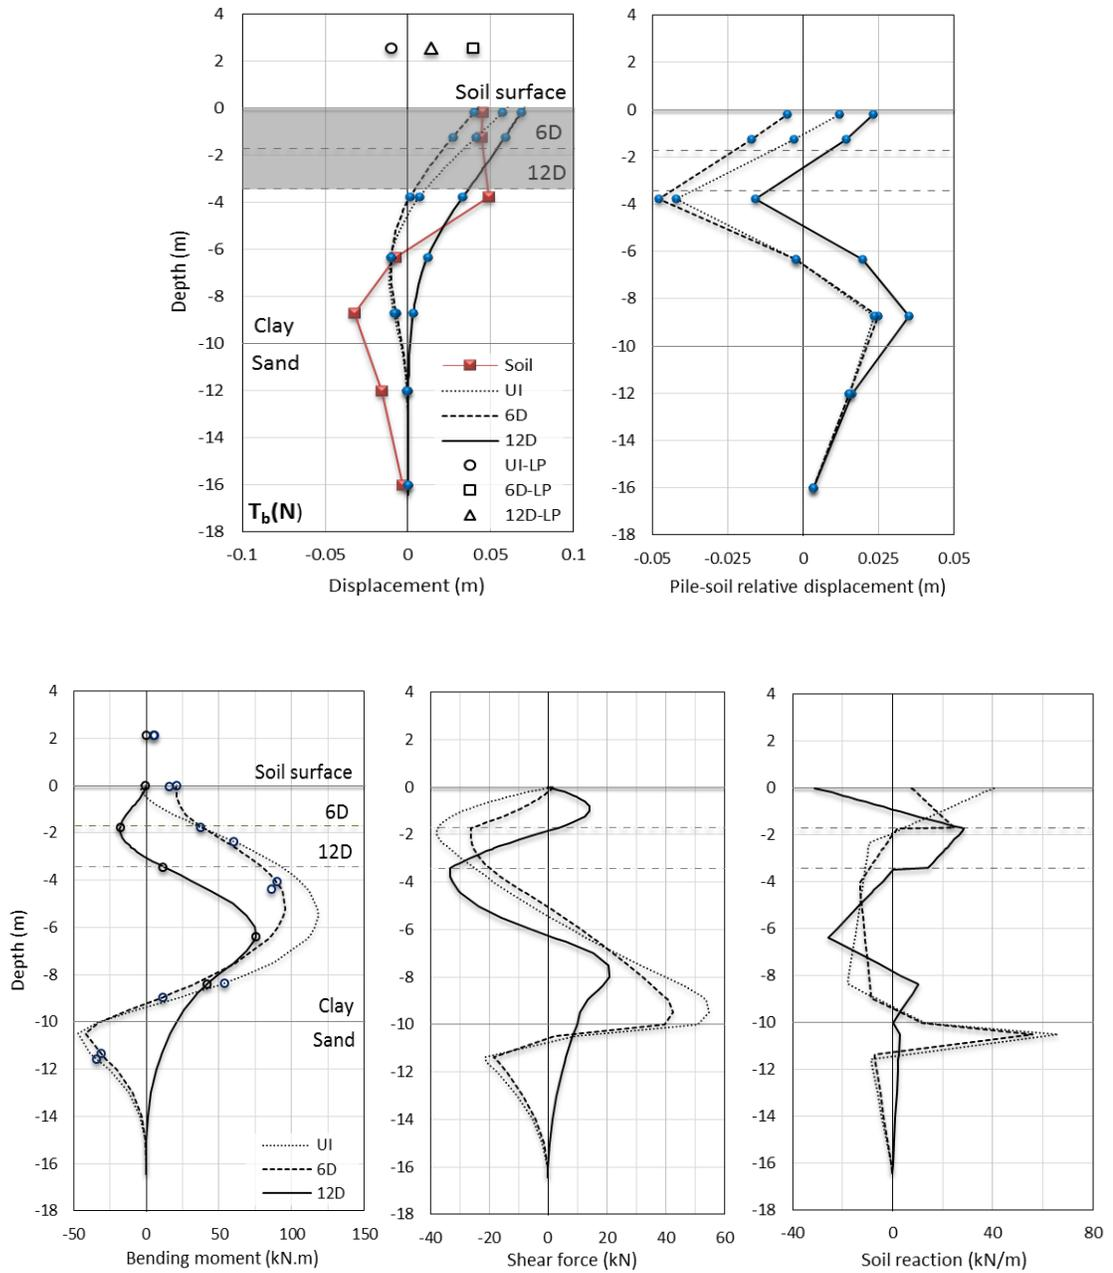 4
2
0
-2
-4
-6
-8
-10
-12
-14
-16
-18
Depth (m)
Soil surface
6D
12D
Clay
Sand
Soil
UI
6D
12D
UI-LP
6D-LP
12D-LP
Tb(N)
-0.1 -0.05 0 0.05 0.1
Displacement (m)
4
2
0
-2
-4
-6
-8
-10
-12
-14
-16
-18
-0.05 -0.025 0 0.025 0.05
Pile-soil relative displacement (m)
4
2
0
-2
-4
-6
-8
-10
-12
-14
-16
-18
Depth (m)
Soil surface
6D
12D
Clay
Sand
UI
6D
12D
-50 0 50 100 150
Bending moment (kN.m)
4
2
0
-2
-4
-6
-8
-10
-12
-14
-16
-18
-40 -20 0 20 40 60
Shear force (kN)
4
2
0
-2
-4
-6
-8
-10
-12
-14
-16
-18
-40 0 40 80
Soil reaction (kN/m)